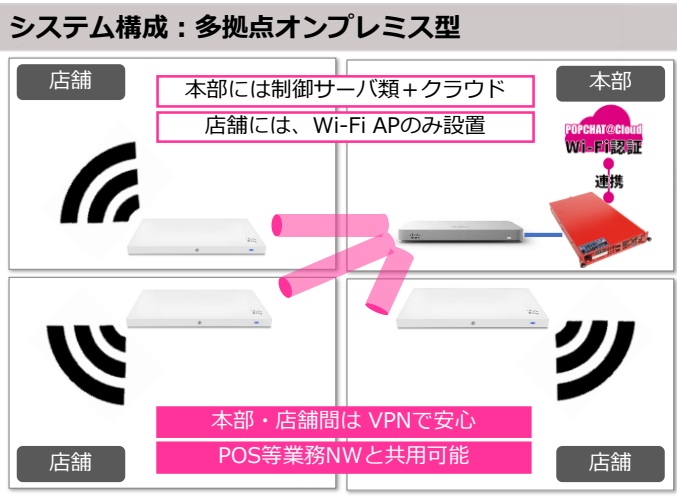 システム構成：多拠点オンプレミス型
店舗
本部には制御サーバ類＋クラウド
店舗には、Wi-Fi APのみ設置
本部
POPCHAT@Cloud
Wi-Fi認証
連携
本部・店舗間は VPNで安心
POS等業務NWと共用可能
店舗
店舗